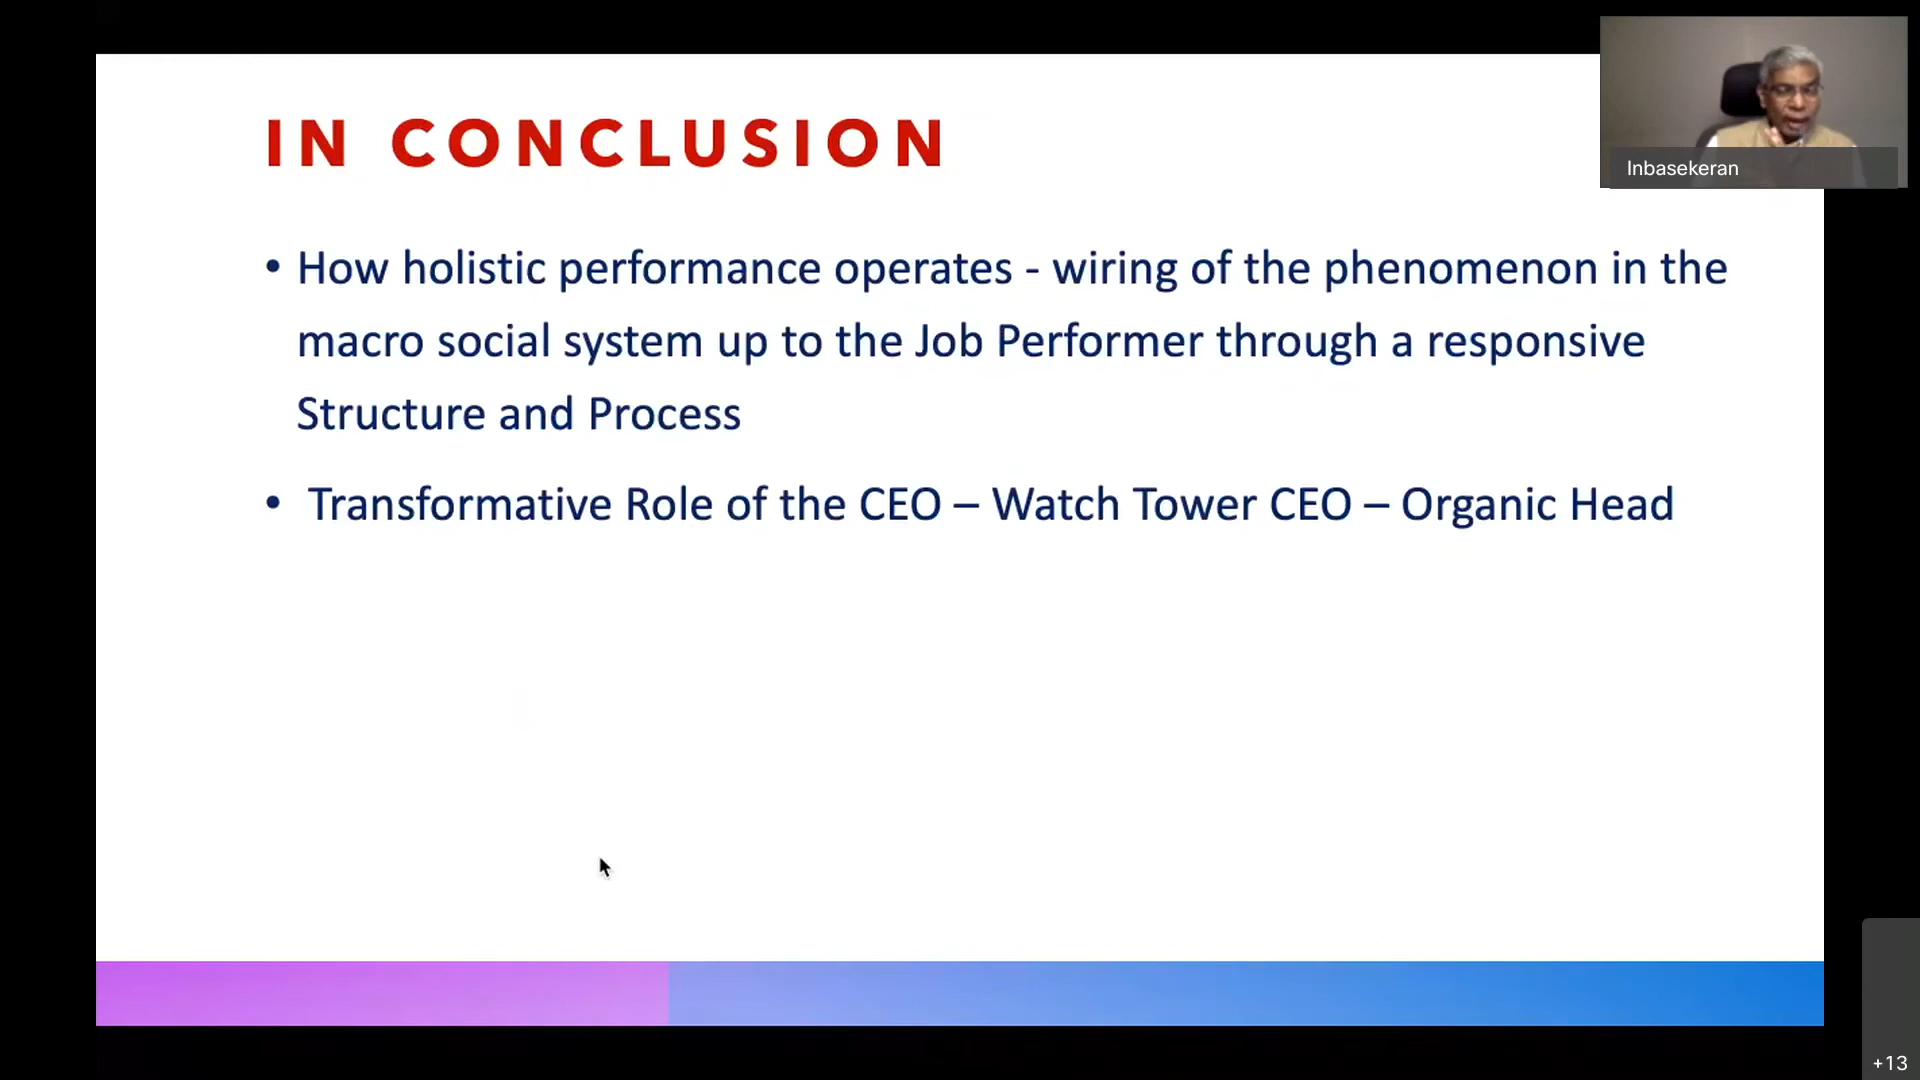 IN CONCLUSION
Inbasekeran
• How holistic performance operates - wiring of the phenomenon in the
macro social system up to the Job Performer through a responsive
Structure and Process
• Transformative Role of the CEO – Watch Tower CEO – Organic Head
+13